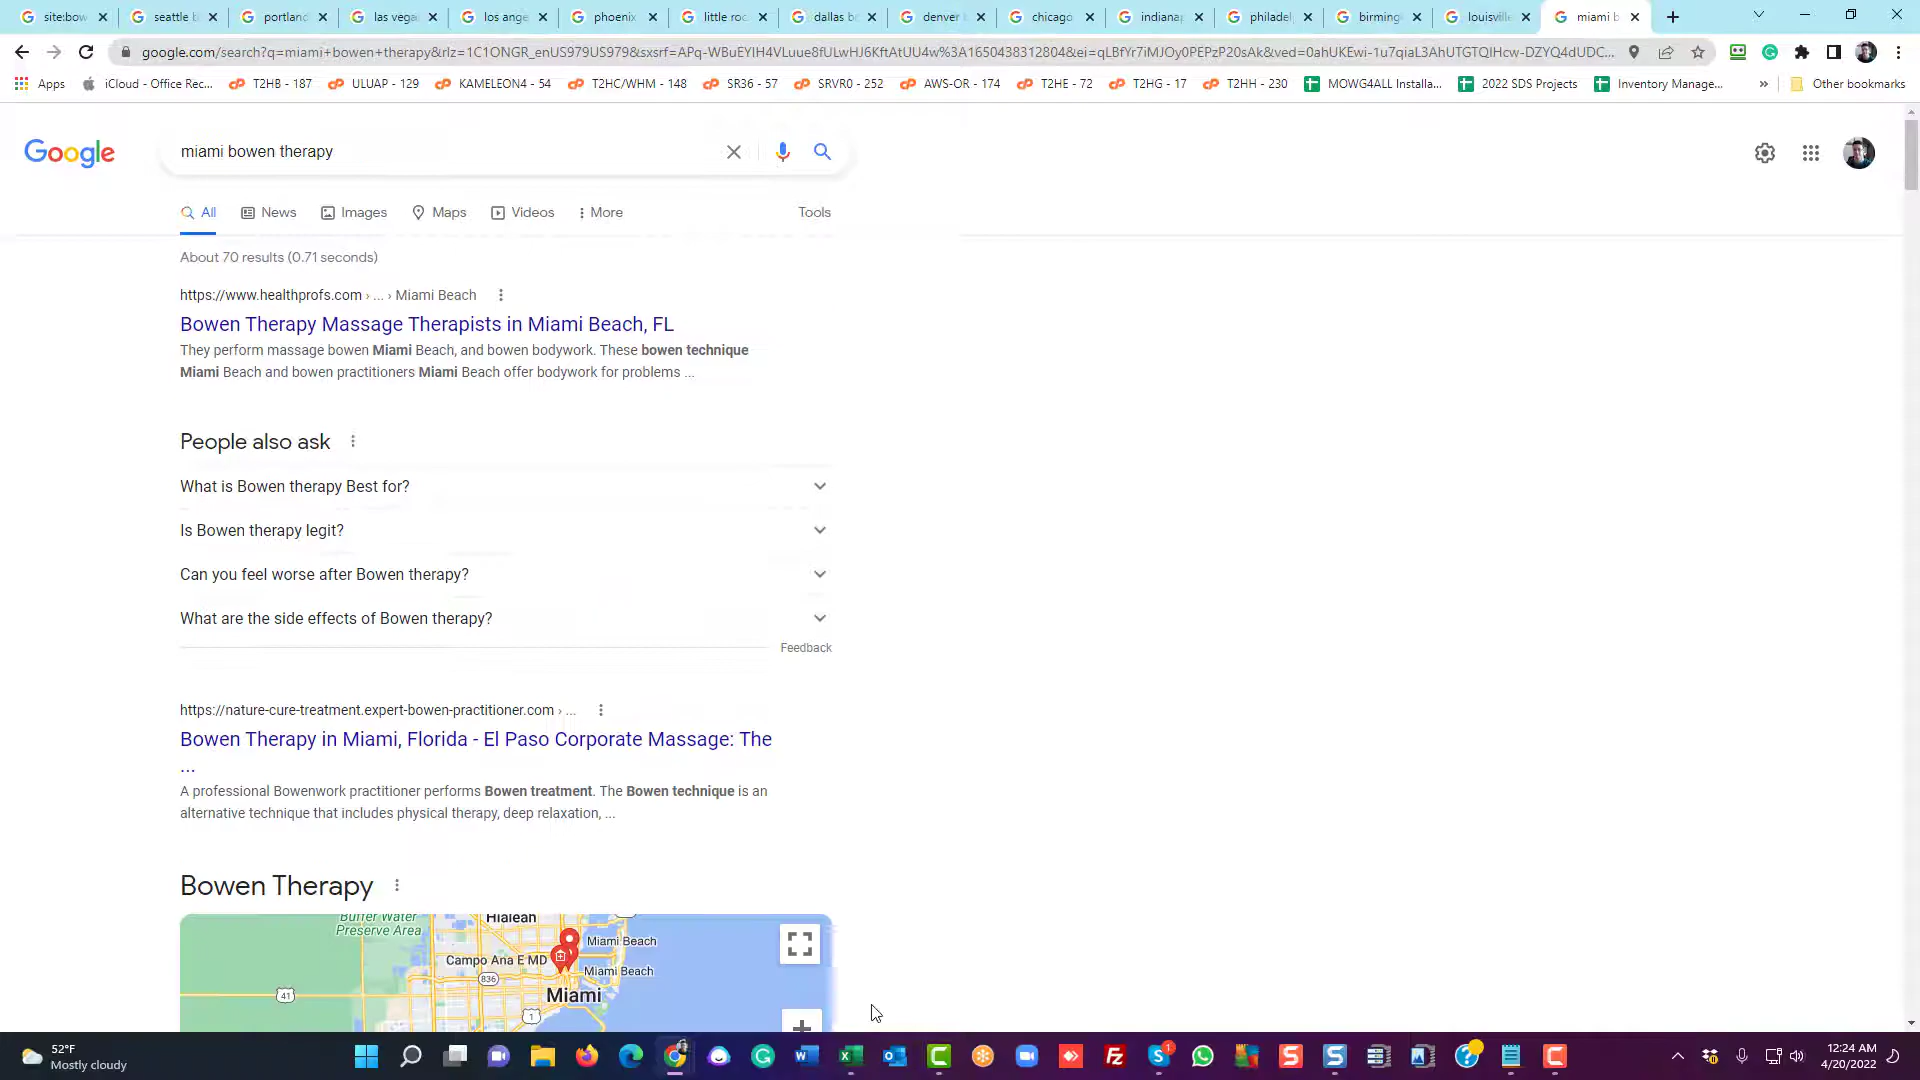 site:bow
seattle b
portland
las vega
los ange
phoenix
little roc
dallas be
denver
chicago
indiana
philadel
birming
louisville
miami b
google.com/search?q=miami+bowen+therapy&rlz=1C1ONGR_enUS979US979&sxsrf=APq-WBuEYIH4VLuue8fULwHJ6KftAtUU4w%3A1650438312804&ei=qLBfYr7iMJOy0PEPzP20sAk&ved=0ahUKEwi-1u7qiaL3AhUTGTQIHcw-DZYQ4dUDC...
Apps
iCloud - Office Rec...
T2HB - 187
ULUAP - 129
KAMELEON4 - 54
T2HC/WHM - 148
SR36 - 57
SRVR0 - 252
AWS-OR - 174
T2HE - 72
T2HG - 17
T2HH - 230
MOWG4ALL Installa...
2022 SDS Projects
Inventory Manage...
»
Other bookmarks
Google
miami bowen therapy
All
News
Images
Maps
Videos
More
Tools
About 70 results (0.71 seconds)
https://www.healthprofs.com › ... › Miami Beach
Bowen Therapy Massage Therapists in Miami Beach, FL
They perform massage bowen Miami Beach, and bowen bodywork. These bowen technique
Miami Beach and bowen practitioners Miami Beach offer bodywork for problems ...
People also ask
What is Bowen therapy Best for?
Is Bowen therapy legit?
Can you feel worse after Bowen therapy?
What are the side effects of Bowen therapy?
Feedback
https://nature-cure-treatment.expert-bowen-practitioner.com › ...
Bowen Therapy in Miami, Florida - El Paso Corporate Massage: The
...
A professional Bowenwork practitioner performs Bowen treatment. The Bowen technique is an
alternative technique that includes physical therapy, deep relaxation, ...
Bowen Therapy
Buffer Water
Preserve Area
Hialeah
Miami Beach
Campo Ana E MD
836
Miami Beach
41
Miami
1
52°F
Mostly cloudy
1
12:24 AM
4/20/2022